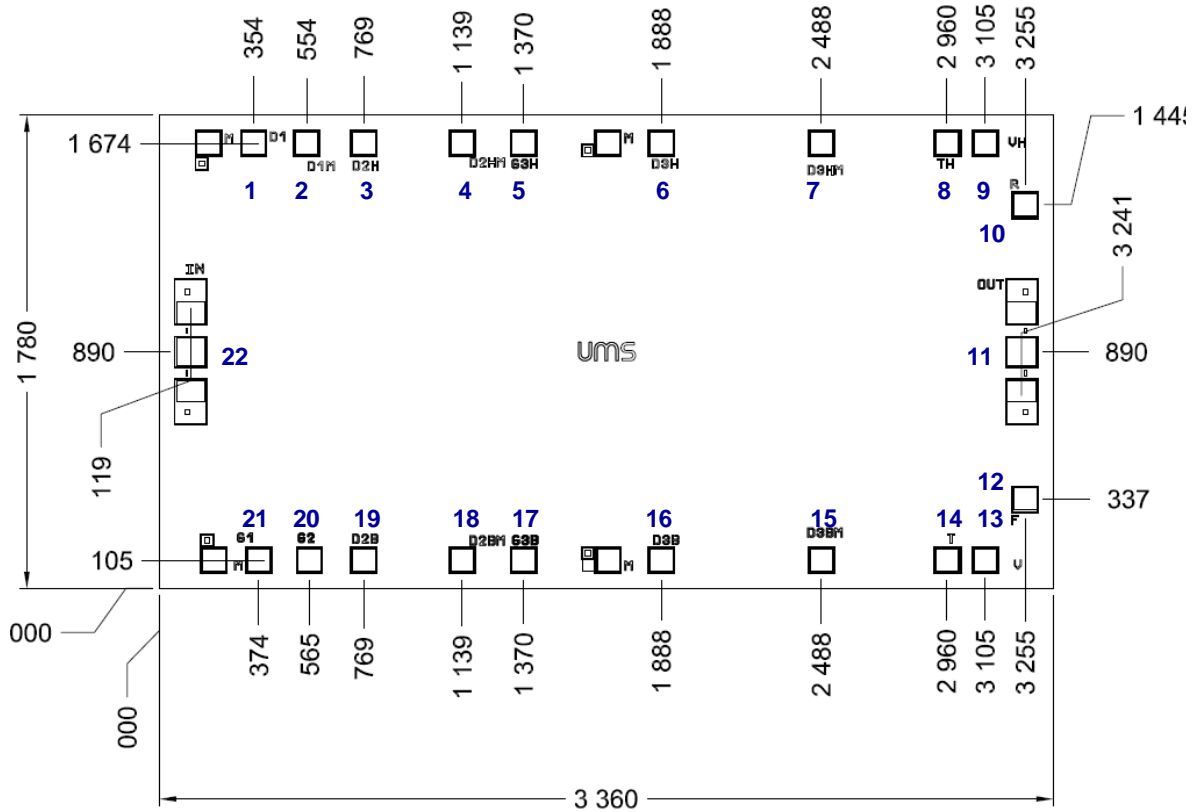 354
554
769
1 139
1 370
1 888
2 488
2 960
3 105
3 255
1 445
1 674
M
D1
D1M
D2H
D2HM
G3H
M
D3H
D3HM
TH
VH
R
1
2
3
4
5
6
7
8
9
10
3 241
IN
OUT
1 780
890
22
UMS
11
890
119
12
337
21
20
19
18
17
16
15
14
13
F
G1
G2
D2B
D2BM
G3B
D3B
D3BM
T
105
M
M
V
000
374
565
769
1 139
1 370
1 888
2 488
2 960
3 105
3 255
000
3 360